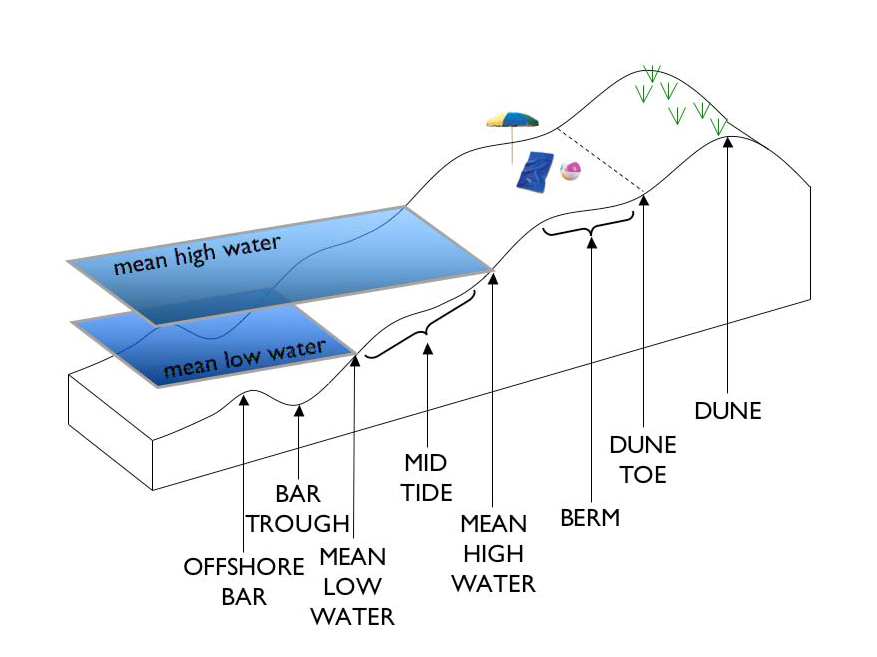 mean high water
mean low water
DUNE
DUNE
TOE
BERM
MEAN
HIGH
WATER
MID
TIDE
MEAN
LOW
WATER
BAR
TROUGH
OFFSHORE
BAR